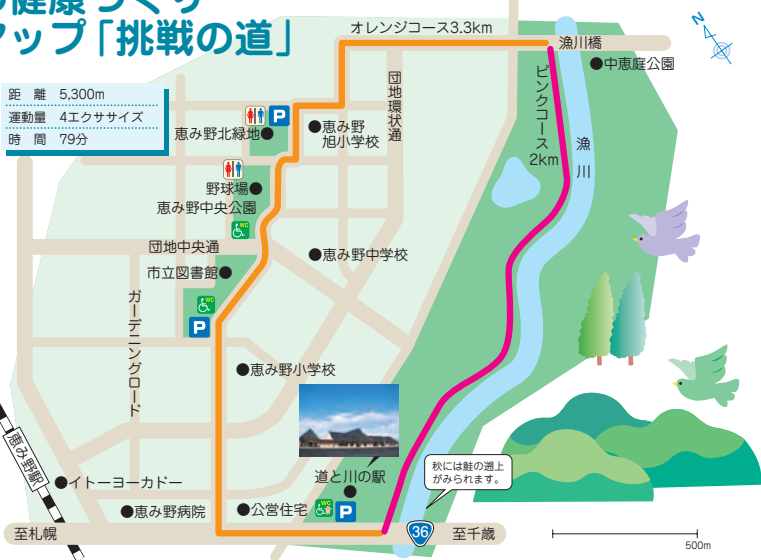 の健康づくり
アップ「挑戦の道」
距　離　5,300m
運動量　4エクササイズ
時　間　79分
オレンジコース3.3km
N
漁川橋
中恵庭公園
団地環状通
ピンクコース
2km
漁川
P
恵み野北緑地
恵み野
旭小学校
野球場
恵み野中央公園
WC
団地中央通
恵み野中学校
市立図書館
WC
P
ガーデニングロード
恵み野小学校
恵み野駅
イトーヨーカドー
道と川の駅
秋には鮭の遡上
がみられます。
恵み野病院
公営住宅
WC
P
至札幌
36
至千歳
500m